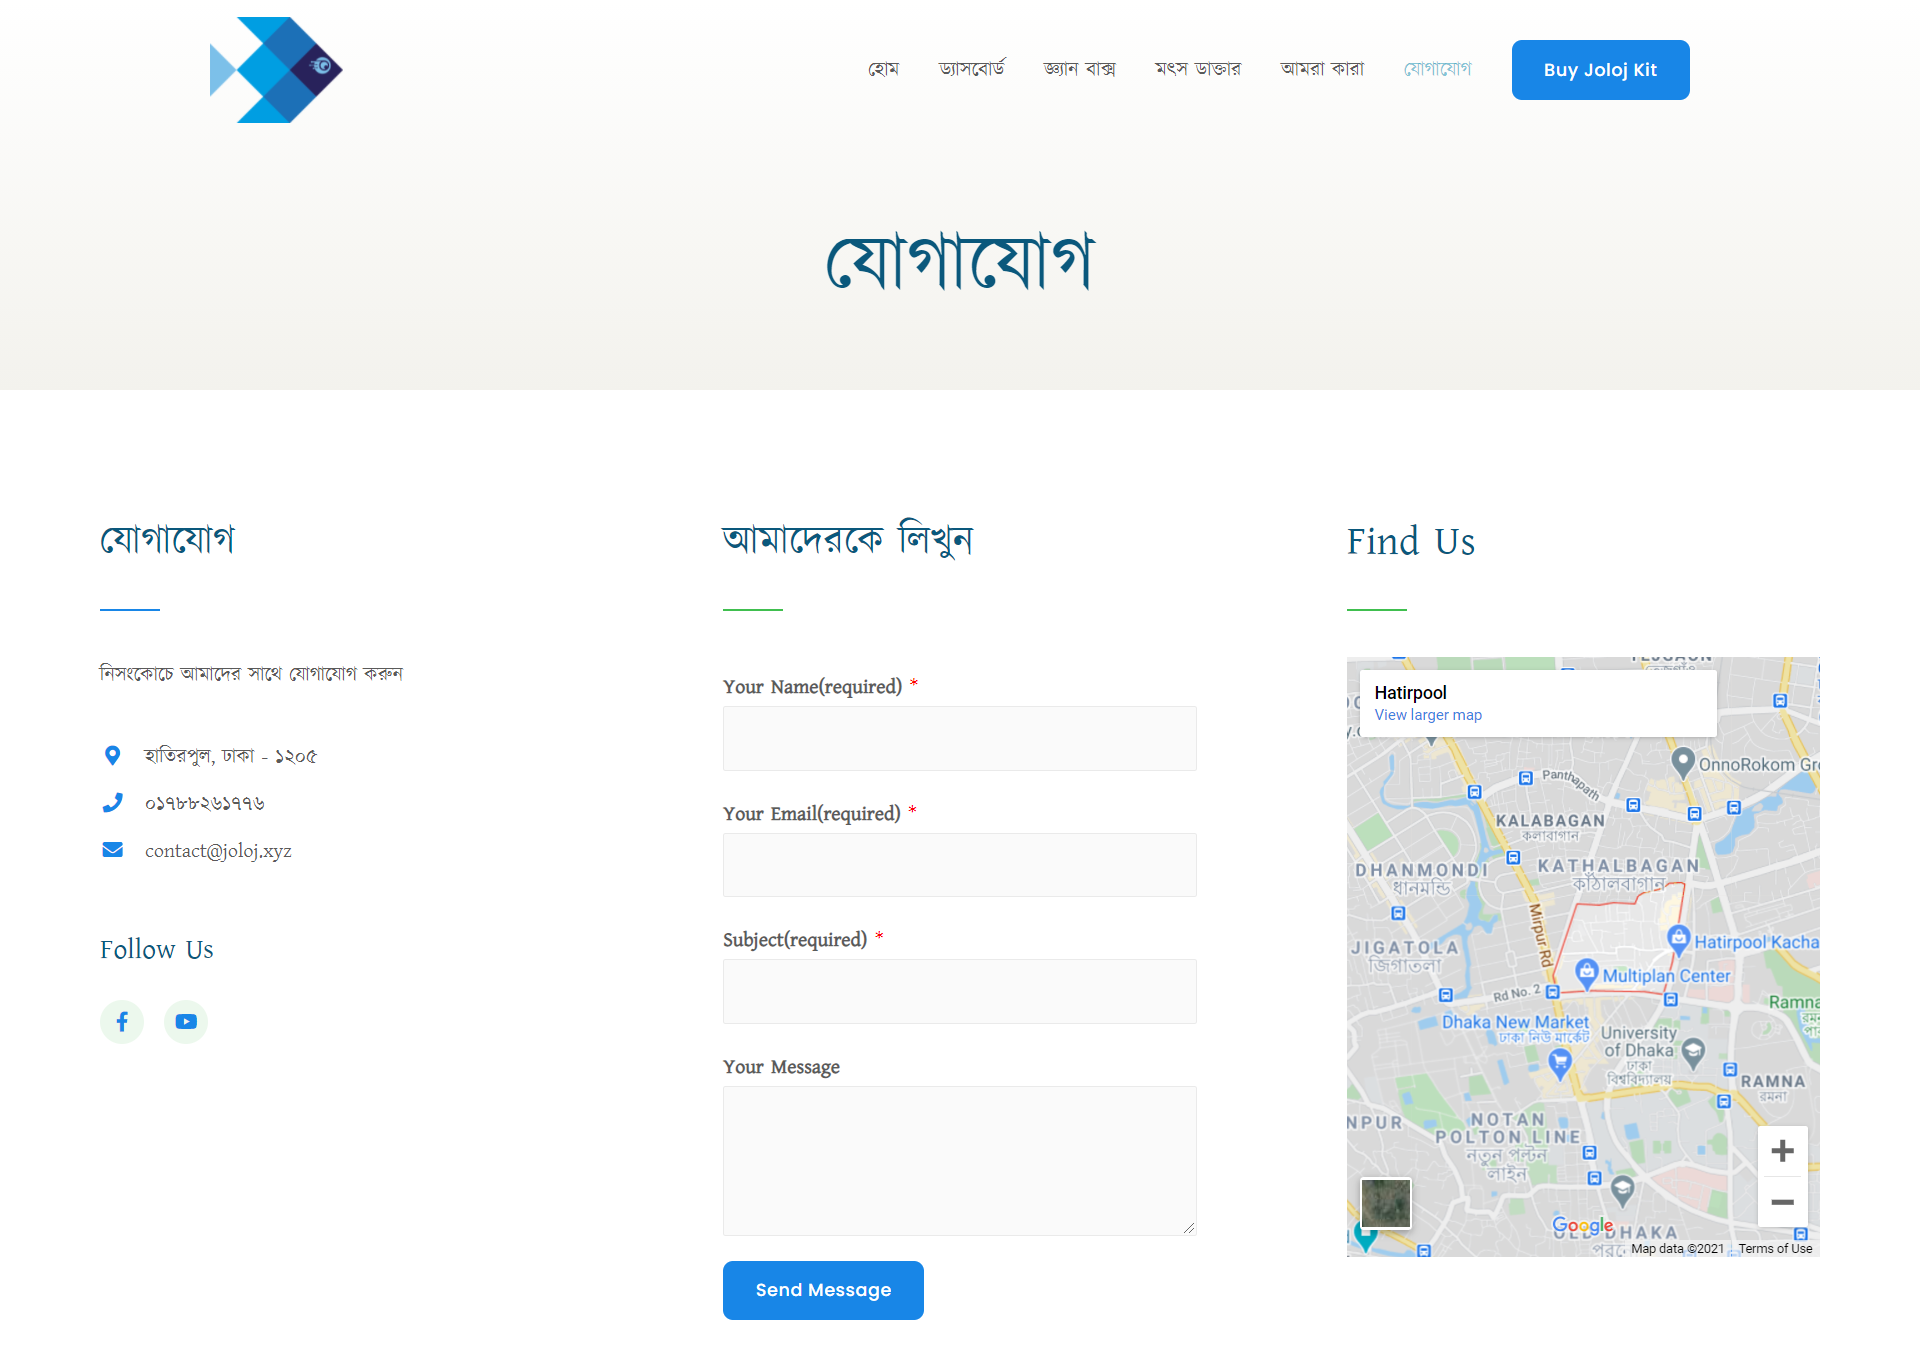 হোম
ড্যাসবোর্ড
জ্ঞ্যান বাক্স
মৎস ডাক্তার
আমরা কারা
যোগাযোগ
Buy Joloj Kit
যোগাযোগ
যোগাযোগ
নিসংকোচে আমাদের সাথে যোগাযোগ করুন
হাতিরপুল, ঢাকা - ১২০৫
০১৭৮৮২৬১৭৭৬
contact@joloj.xyz
Follow Us
আমাদেরকে লিখুন
Your Name(required) *
Your Email(required) *
Subject(required) *
Your Message
Send Message
Find Us
Hatirpool
View larger map
OnnoRokom Gr
Panthapath
KALABAGAN
কলাবাগান
DHANMONDI
ধানমন্ডি
KATHALBAGAN
কাঁঠালবাগান
Mirpur Rd
JIGATOLA
জিগাতলা
Hatirpool Kacha
Multiplan Center
Rd No. 2
Ramna
Dhaka New Market
ঢাকা নিউ মার্কেট
University
of Dhaka
ঢাকা
বিশ্ববিদ্যালয়
RAMNA
রমনা
NPUR
NOTAN
POLTON LINE
নতুন পল্টন
লাইন
Google
OLD DHAKA
Map data ©2021
Terms of Use